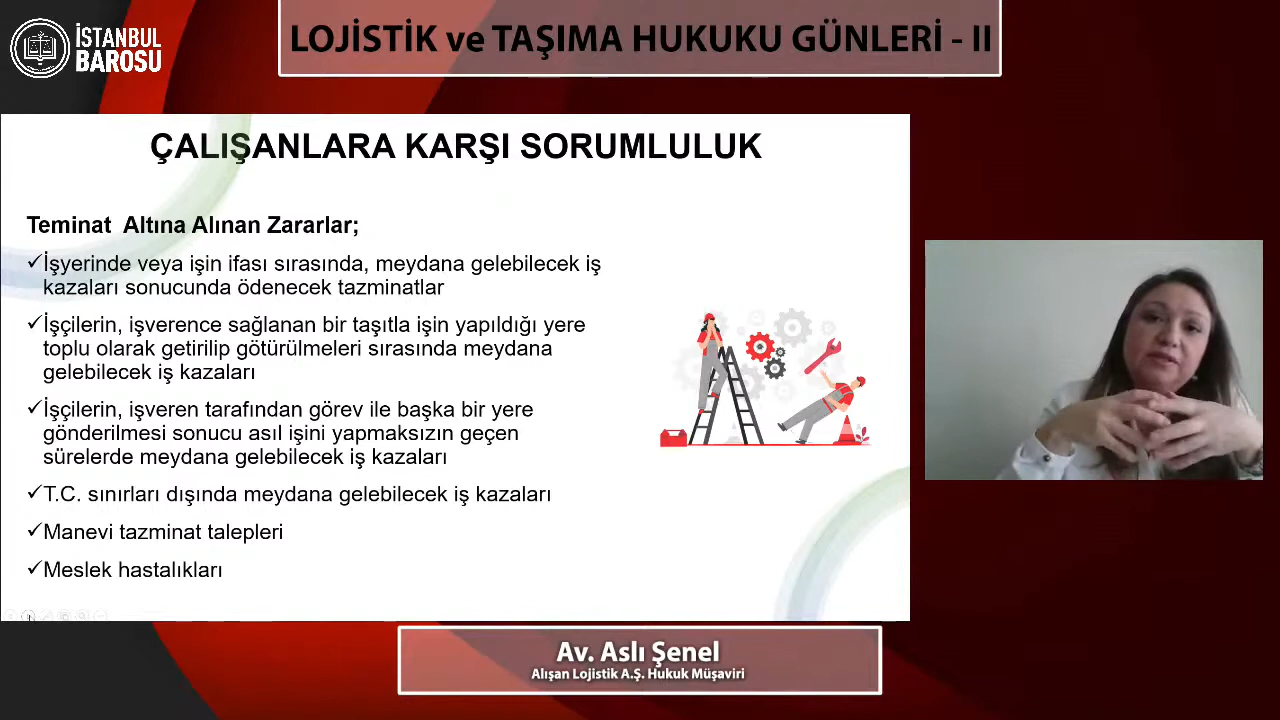 İSTANBUL
BAROSU
LOJİSTİK ve TAŞIMA HUKUKU GÜNLERİ - II
ÇALIŞANLARA KARŞI SORUMLULUK
Teminat Altına Alınan Zararlar;
✓İşyerinde veya işin ifası sırasında, meydana gelebilecek iş
kazaları sonucunda ödenecek tazminatlar
✓İşçilerin, işverence sağlanan bir taşıtla işin yapıldığı yere
toplu olarak getirilip götürülmeleri sırasında meydana
gelebilecek iş kazaları
✓İşçilerin, işveren tarafından görev ile başka bir yere
gönderilmesi sonucu asıl işini yapmaksızın geçen
sürelerde meydana gelebilecek iş kazaları
✓T.C. sınırları dışında meydana gelebilecek iş kazaları
✓Manevi tazminat talepleri
✓Meslek hastalıkları
Av. Aslı Şenel
Alışan Lojistik A.Ş. Hukuk Müşaviri